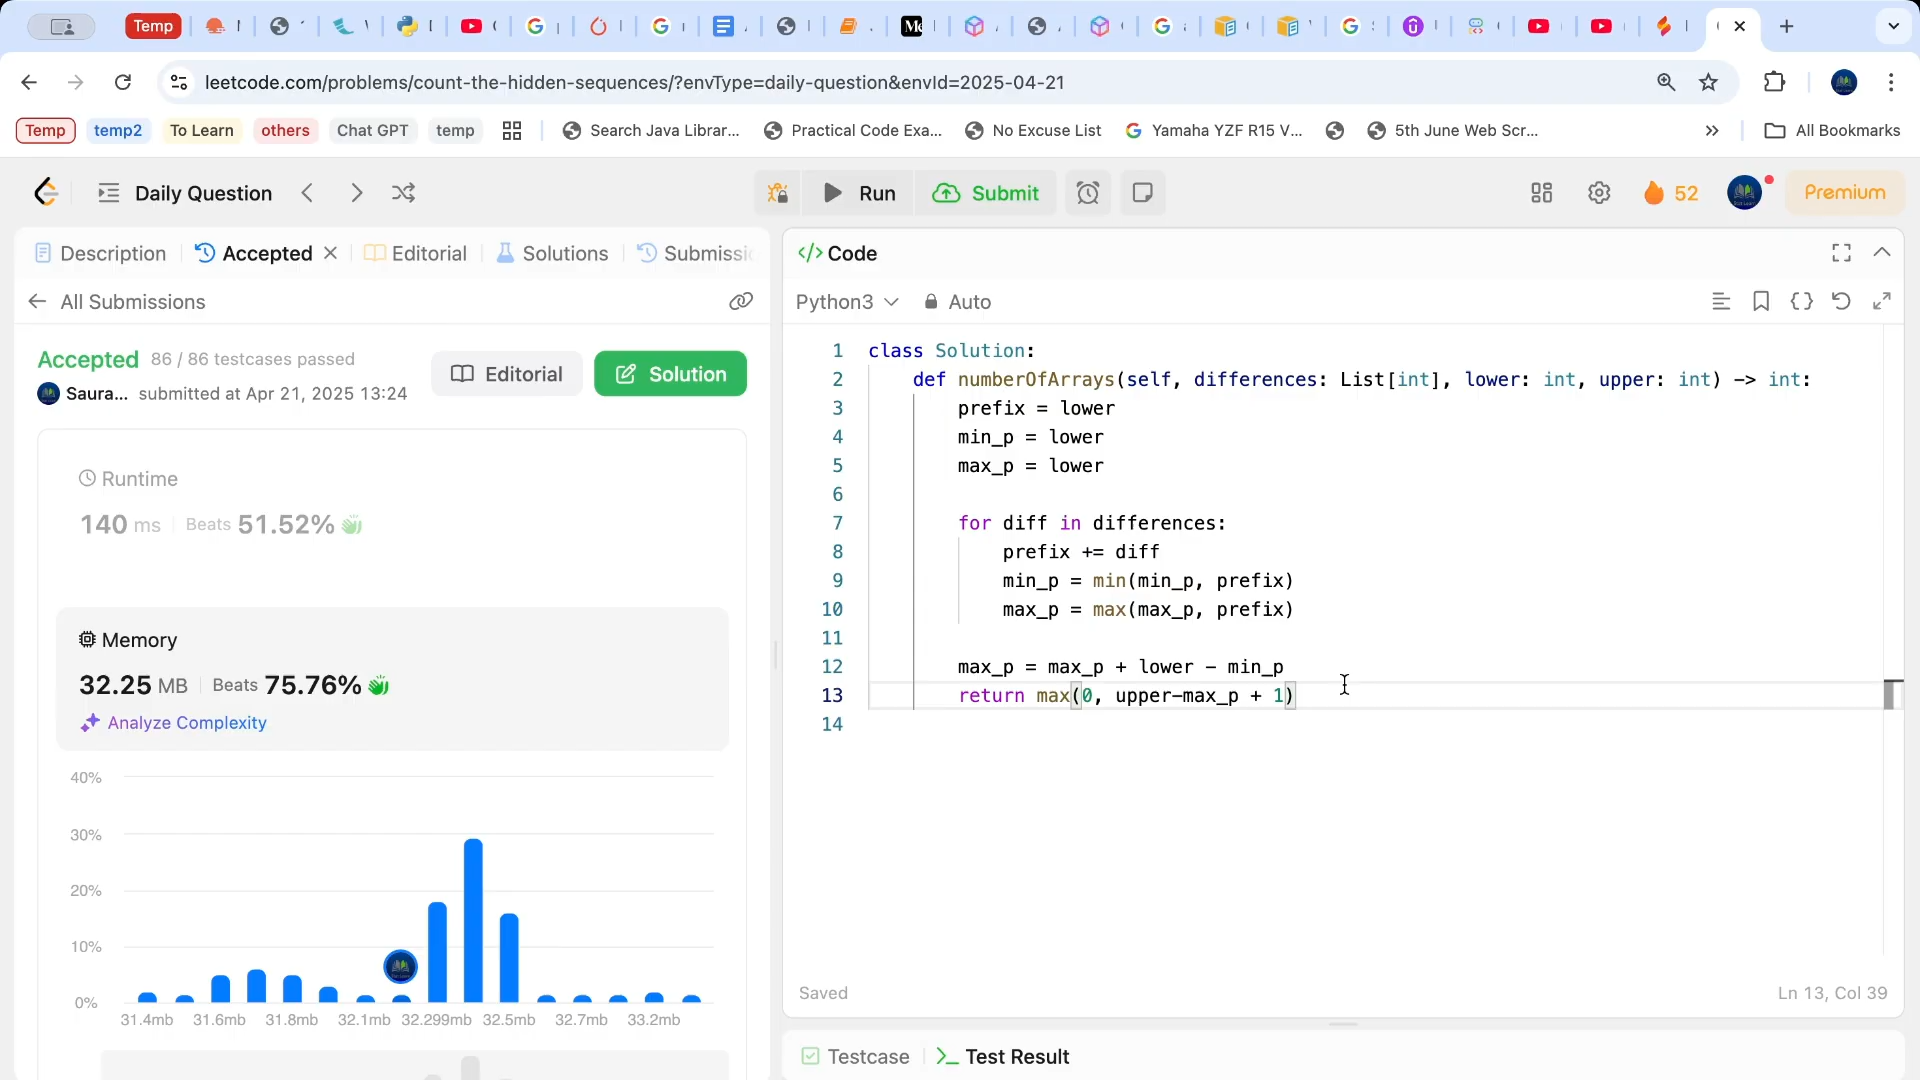 Temp
leetcode.com/problems/count-the-hidden-sequences/?envType=daily-question&envId=2025-04-21
Temp
temp2
To Learn
others
Chat GPT
temp
Search Java Librar...
Practical Code Exa...
No Excuse List
Yamaha YZF R15 V...
5th June Web Scr...
All Bookmarks
Daily Question
Run
Submit
52
Premium
Description
Accepted
Editorial
Solutions
Submissi
All Submissions
Accepted 86 / 86 testcases passed
Saura... submitted at Apr 21, 2025 13:24
Editorial
Solution
Runtime
140 ms Beats 51.52%
Memory
32.25 MB Beats 75.76%
Analyze Complexity
40%
30%
20%
10%
0%
31.4mb 31.6mb 31.8mb 32.1mb 32.299mb 32.5mb 32.7mb 33.2mb
</> Code
Python3
Auto
1 class Solution:
2 def numberOfArrays(self, differences: List[int], lower: int, upper: int) -> int:
3 prefix = lower
4 min_p = lower
5 max_p = lower
6
7 for diff in differences:
8 prefix += diff
9 min_p = min(min_p, prefix)
10 max_p = max(max_p, prefix)
11
12 max_p = max_p + lower - min_p
13 return max(0, upper-max_p + 1)
14
Saved
Ln 13, Col 39
Testcase
Test Result